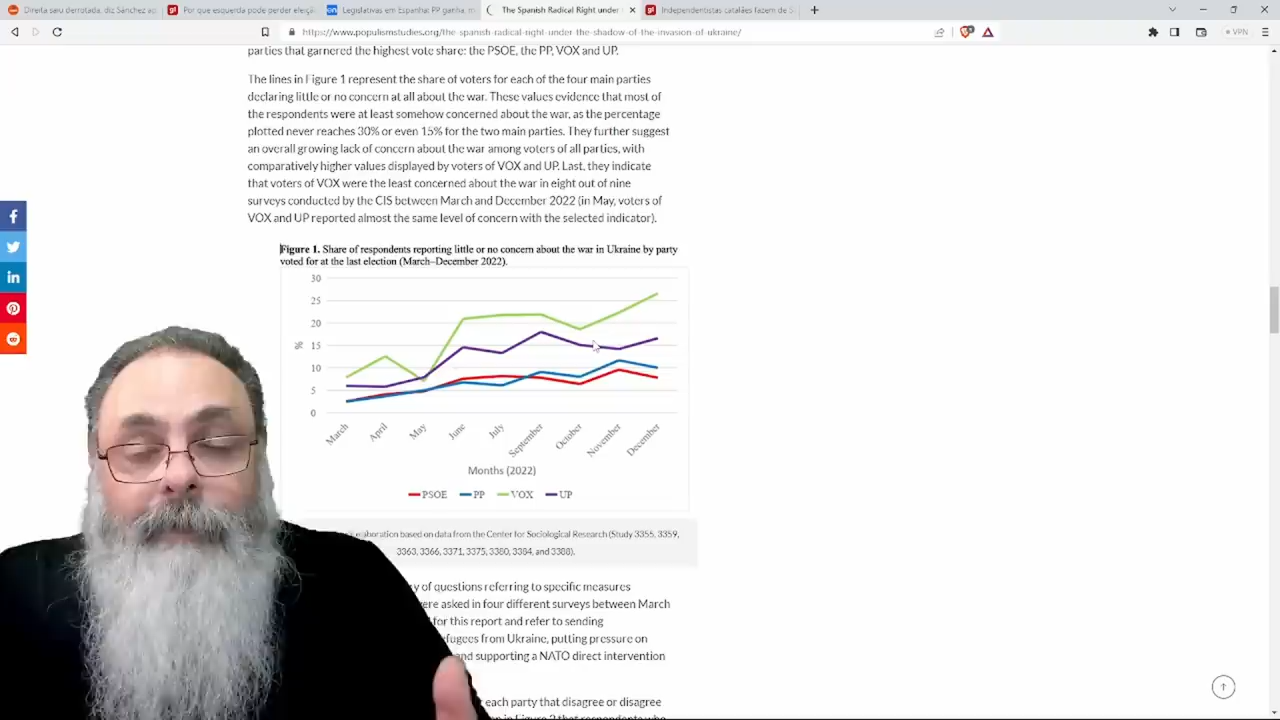 Direita saiu derrotada, diz Sánchez ao
Por que esquerda pode perder eleiçõ
Legislativas em Espanha: PP ganha, m
The Spanish Radical Right under
Independentistas catalães fazem de S
https://www.populismstudies.org/the-spanish-radical-right-under-the-shadow-of-the-invasion-of-ukraine/
VPN
parties that garnered the highest vote share: the PSOE, the PP, VOX and UP.
The lines in Figure 1 represent the share of voters for each of the four main parties
declaring little or no concern at all about the war. These values evidence that most of
the respondents were at least somehow concerned about the war, as the percentage
plotted never reaches 30% or even 15% for the two main parties. They further suggest
an overall growing lack of concern about the war among voters of all parties, with
comparatively higher values displayed by voters of VOX and UP. Last, they indicate
that voters of VOX were the least concerned about the war in eight out of nine
surveys conducted by the CIS between March and December 2022 (in May, voters of
VOX and UP reported almost the same level of concern with the selected indicator).
Figure 1. Share of respondents reporting little or no concern about the war in Ukraine by party
voted for at the last election (March–December 2022).
30
25
20
%
15
10
5
0
March
April
May
June
July
September
October
November
December
Months (2022)
PSOE PP VOX UP
elaboration based on data from the Center for Sociological Research (Study 3355, 3359,
3363, 3366, 3371, 3375, 3380, 3384, and 3388).
y of questions referring to specific measures
were asked in four different surveys between March
for this report and refer to sending
efugees from Ukraine, putting pressure on
and supporting a NATO direct intervention
each party that disagree or disagree